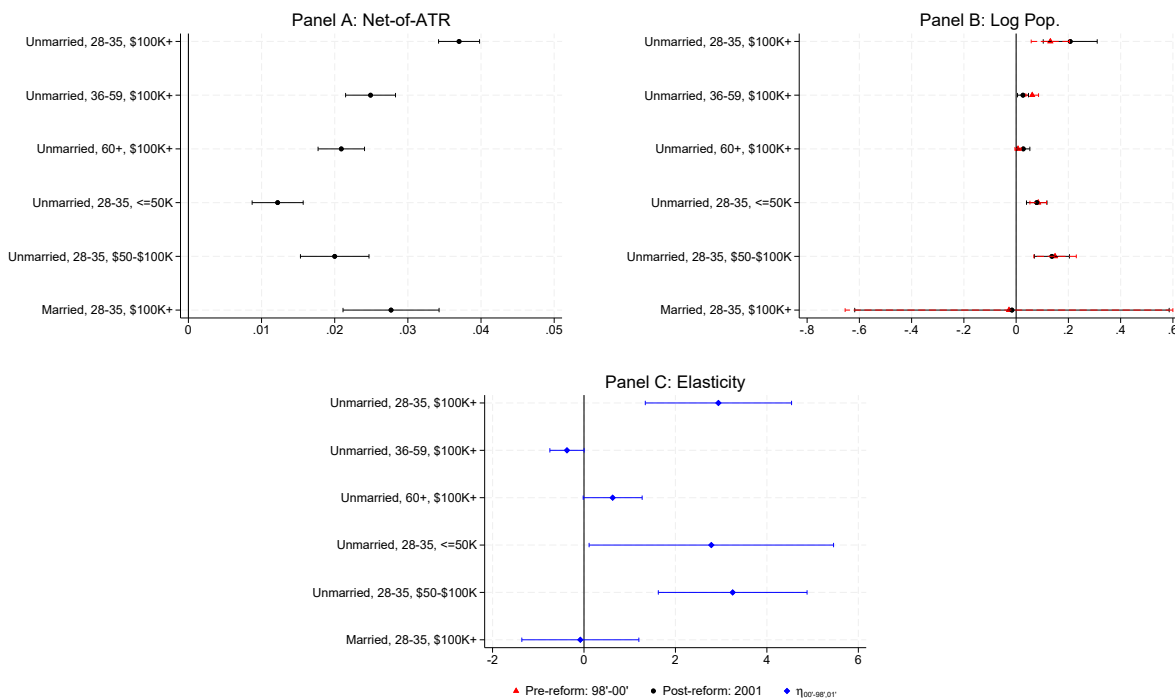 Panel A: Net-of-ATR
Unmarried, 28-35, $100K+
Unmarried, 36-59, $100K+
Unmarried, 60+, $100K+
Unmarried, 28-35, <=50K
Unmarried, 28-35, $50-$100K
Married, 28-35, $100K+
0 .01 .02 .03 .04 .05
Panel B: Log Pop.
Unmarried, 28-35, $100K+
Unmarried, 36-59, $100K+
Unmarried, 60+, $100K+
Unmarried, 28-35, <=50K
Unmarried, 28-35, $50-$100K
Married, 28-35, $100K+
-.8 -.6 -.4 -.2 0 .2 .4 .6
Panel C: Elasticity
Unmarried, 28-35, $100K+
Unmarried, 36-59, $100K+
Unmarried, 60+, $100K+
Unmarried, 28-35, <=50K
Unmarried, 28-35, $50-$100K
Married, 28-35, $100K+
-2 0 2 4 6
Pre-reform: 98'-00' Post-reform: 2001 η00'-98',01'